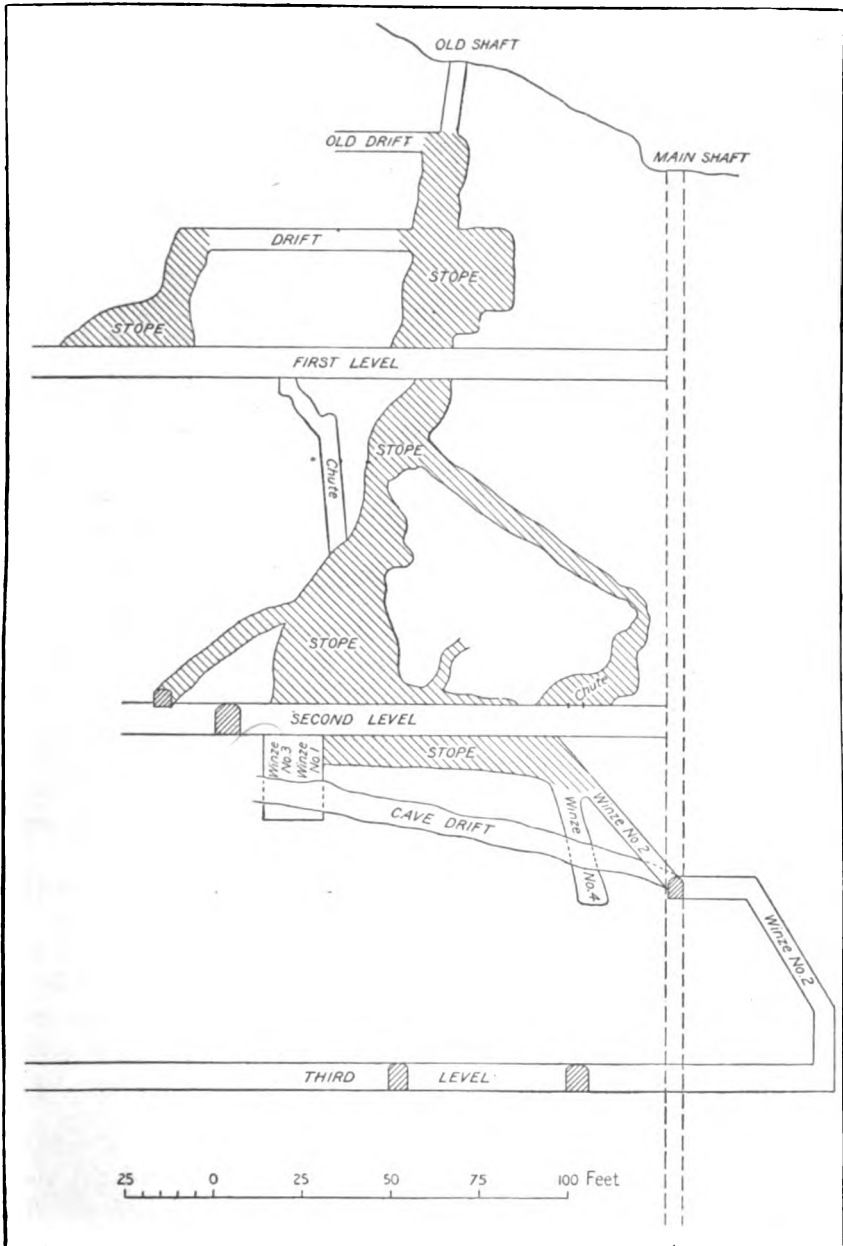 OLD SHAFT
OLD DRIFT
MAIN SHAFT
DRIFT
STOPE
STOPE
FIRST LEVEL
STOPE
Chute
STOPE
Chute
SECOND LEVEL
STOPE
Winze
No.3
Winze
No.1
Winze No.2
CAVE DRIFT
Winze
No.4
Winze No.2
THIRD LEVEL
25 0 25 50 75 100 Feet